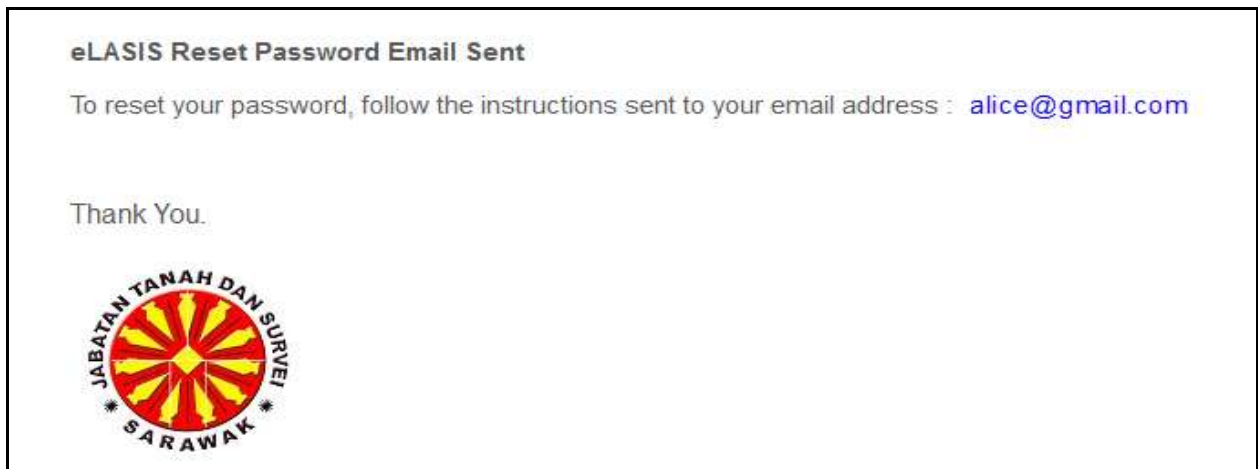 eLASIS Reset Password Email Sent
To reset your password, follow the instructions sent to your email address : alice@gmail.com
Thank You.
JABATAN TANAH DAN SURVEI
SARAWAK